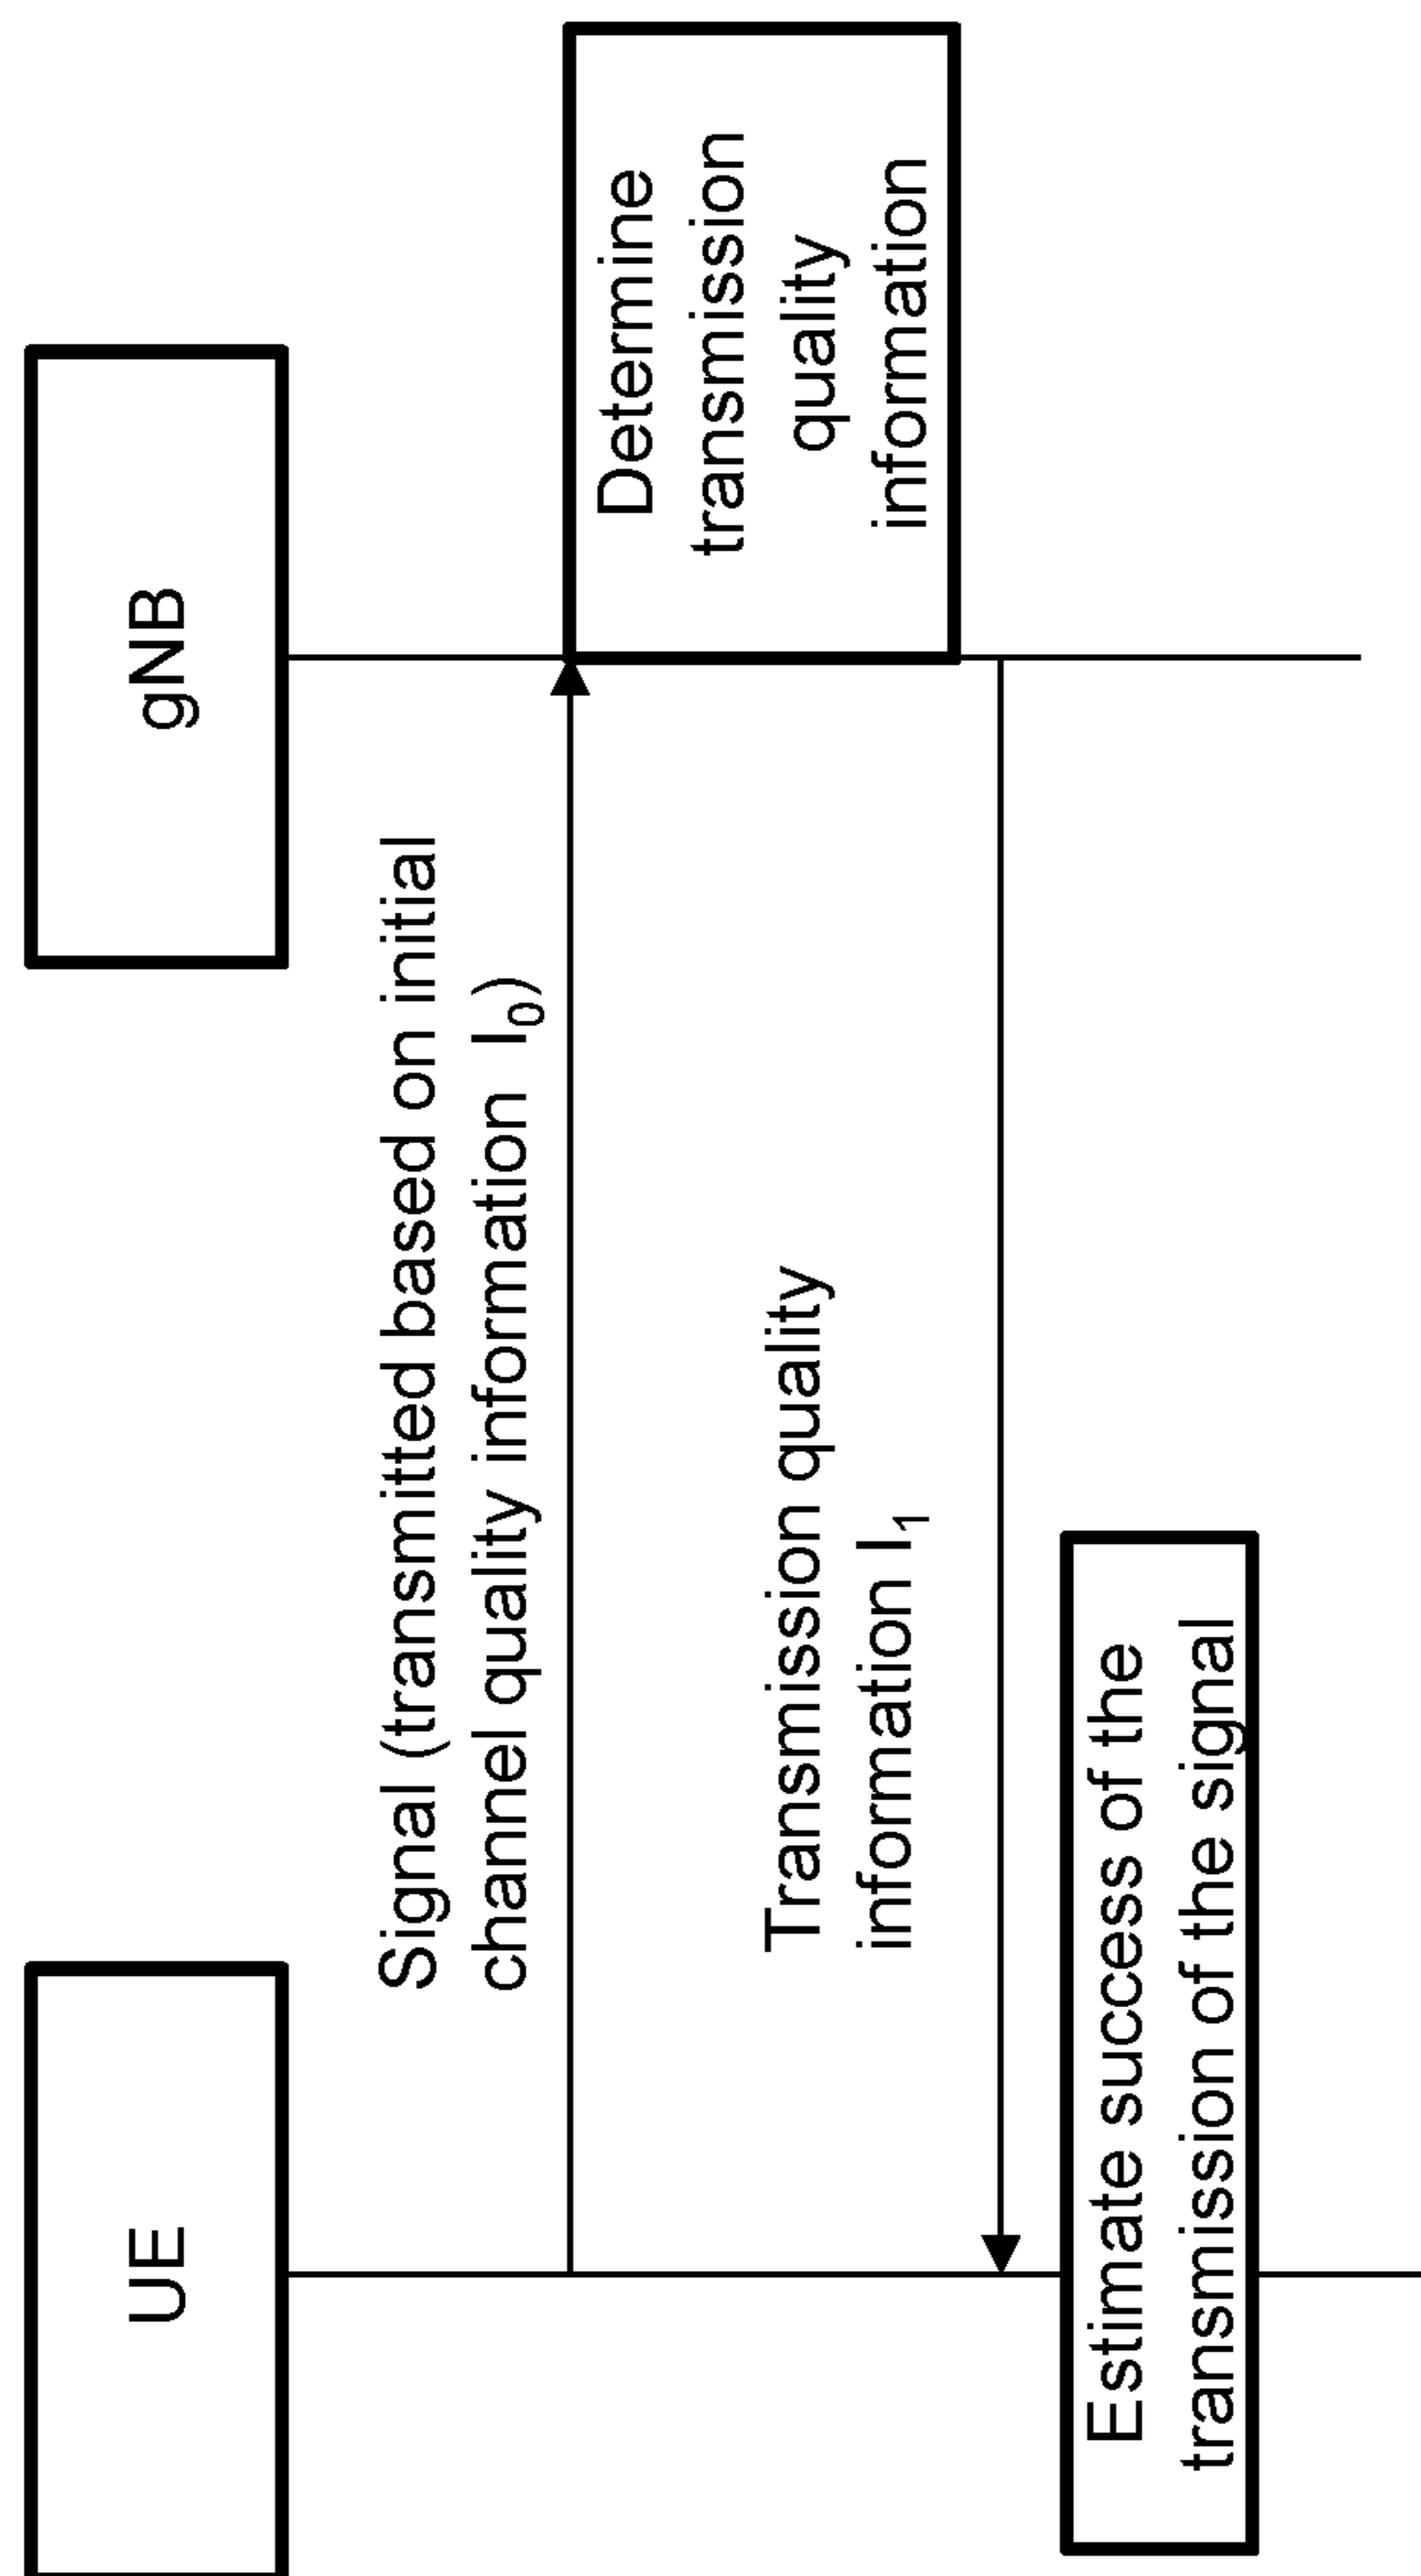 UE
gNB
Signal (transmitted based on initial
channel quality information I₀)
Determine
transmission
quality
information
Transmission quality
information I₁
Estimate success of the
transmission of the signal